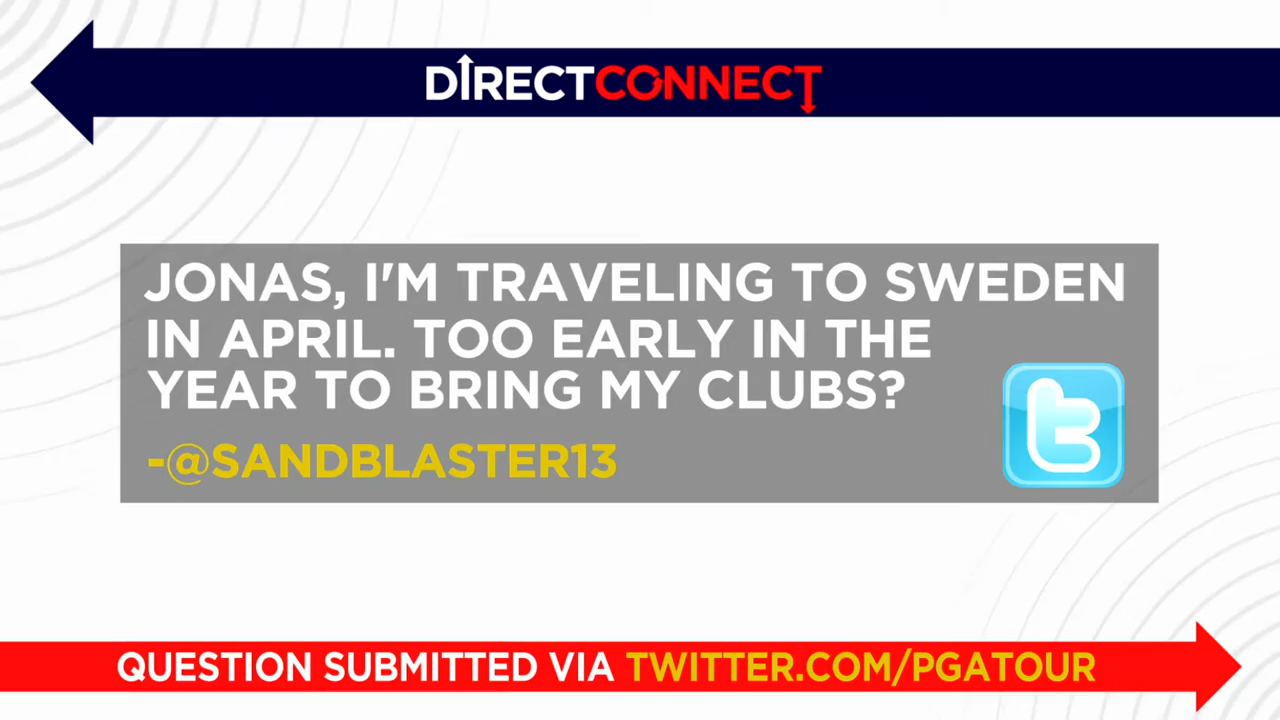 DIRECTCONNECT
JONAS, I'M TRAVELING TO SWEDEN
IN APRIL. TOO EARLY IN THE
YEAR TO BRING MY CLUBS?
-@SANDBLASTER13
t
QUESTION SUBMITTED VIA TWITTER.COM/PGATOUR